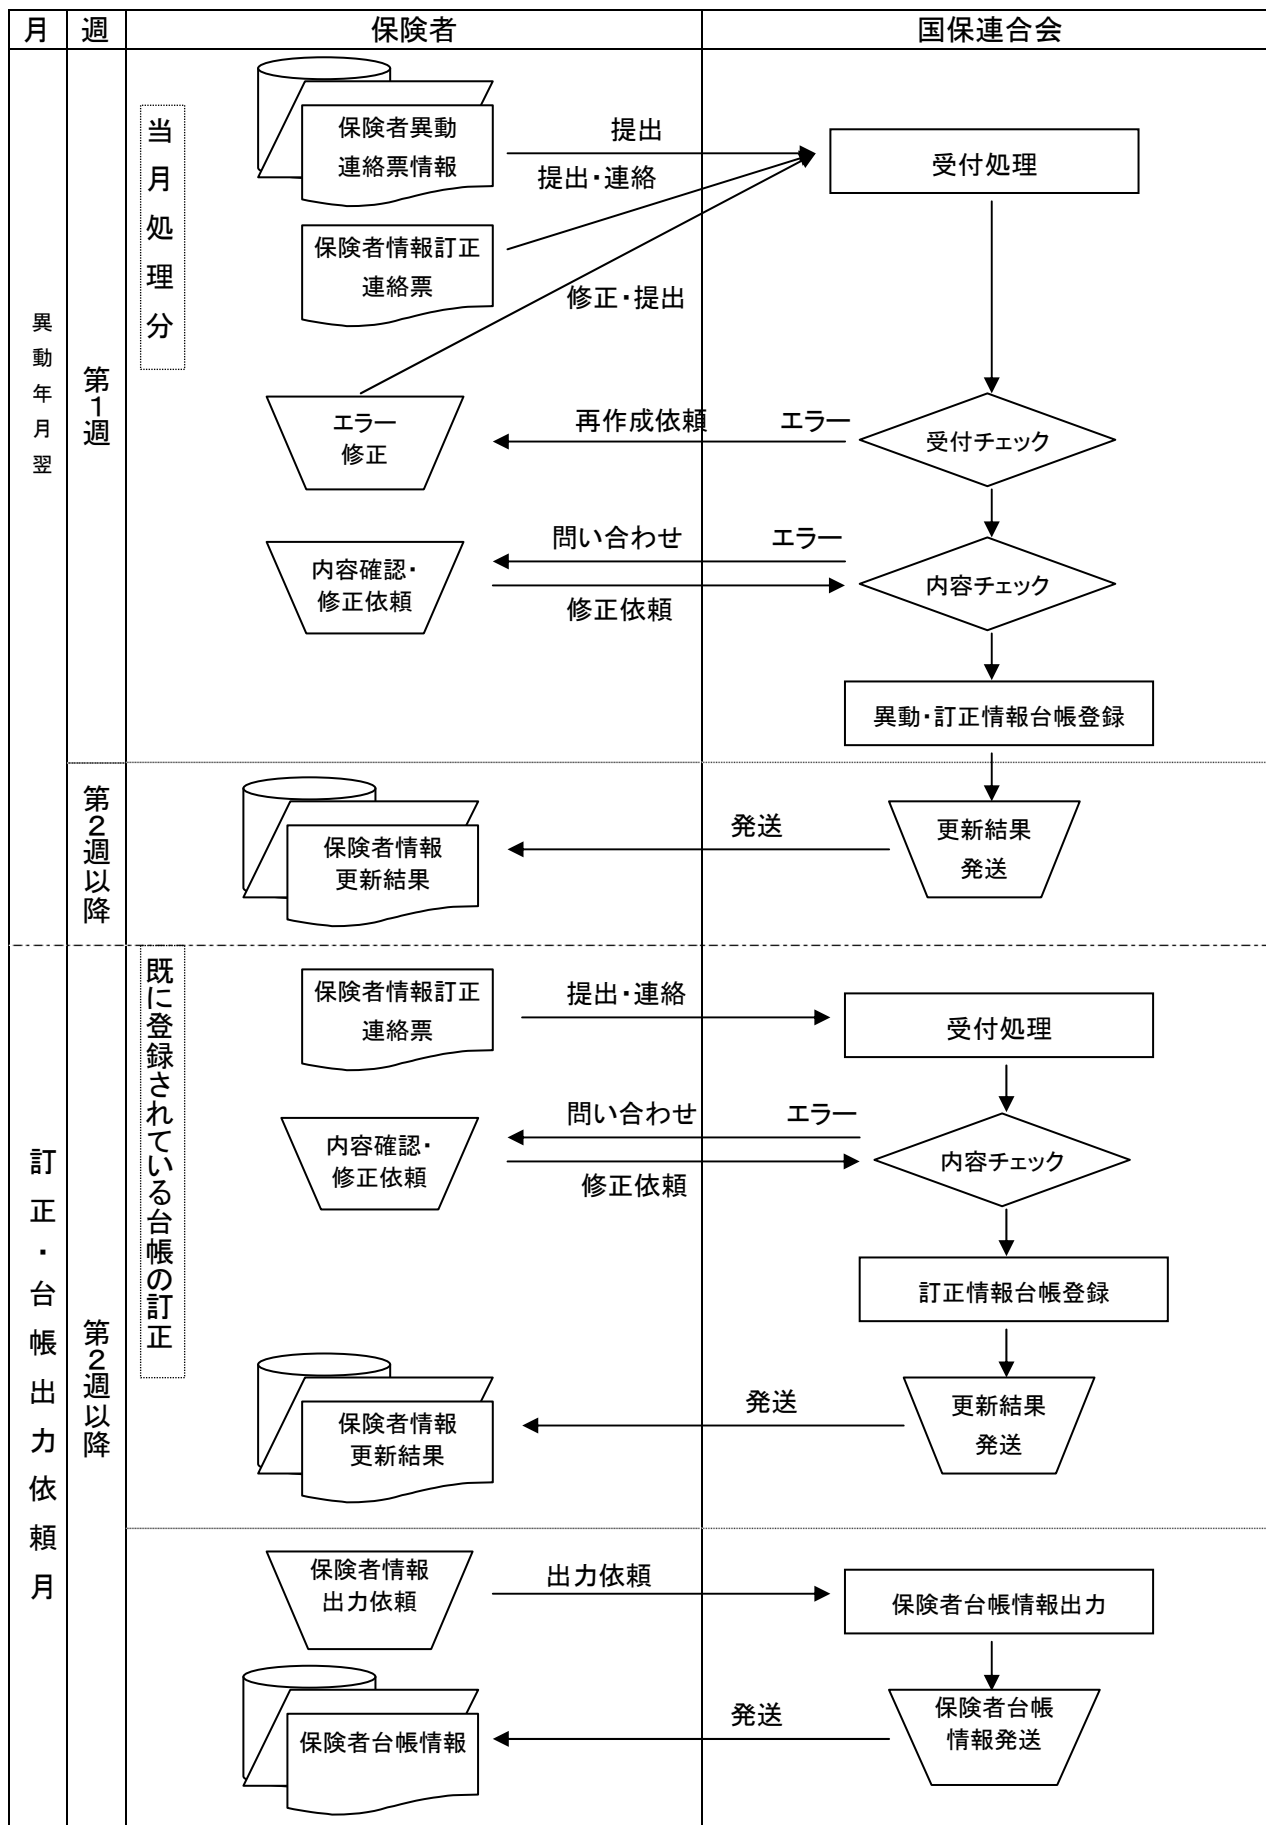 月
週
保険者
国保連合会
異動年月翌
第1週
当月処理分
保険者異動
連絡票情報
提出
提出・連絡
受付処理
保険者情報訂正
連絡票
修正・提出
エラー
修正
再作成依頼
エラー
受付チェック
内容確認・
修正依頼
問い合わせ
エラー
修正依頼
内容チェック
異動・訂正情報台帳登録
第2週以降
保険者情報
更新結果
発送
更新結果
発送
訂正・台帳出力依頼月
第2週以降
既に登録されている台帳の訂正
保険者情報訂正
連絡票
提出・連絡
受付処理
内容確認・
修正依頼
問い合わせ
エラー
修正依頼
内容チェック
訂正情報台帳登録
保険者情報
更新結果
発送
更新結果
発送
保険者情報
出力依頼
出力依頼
保険者台帳情報出力
保険者台帳情報
発送
保険者台帳
情報発送